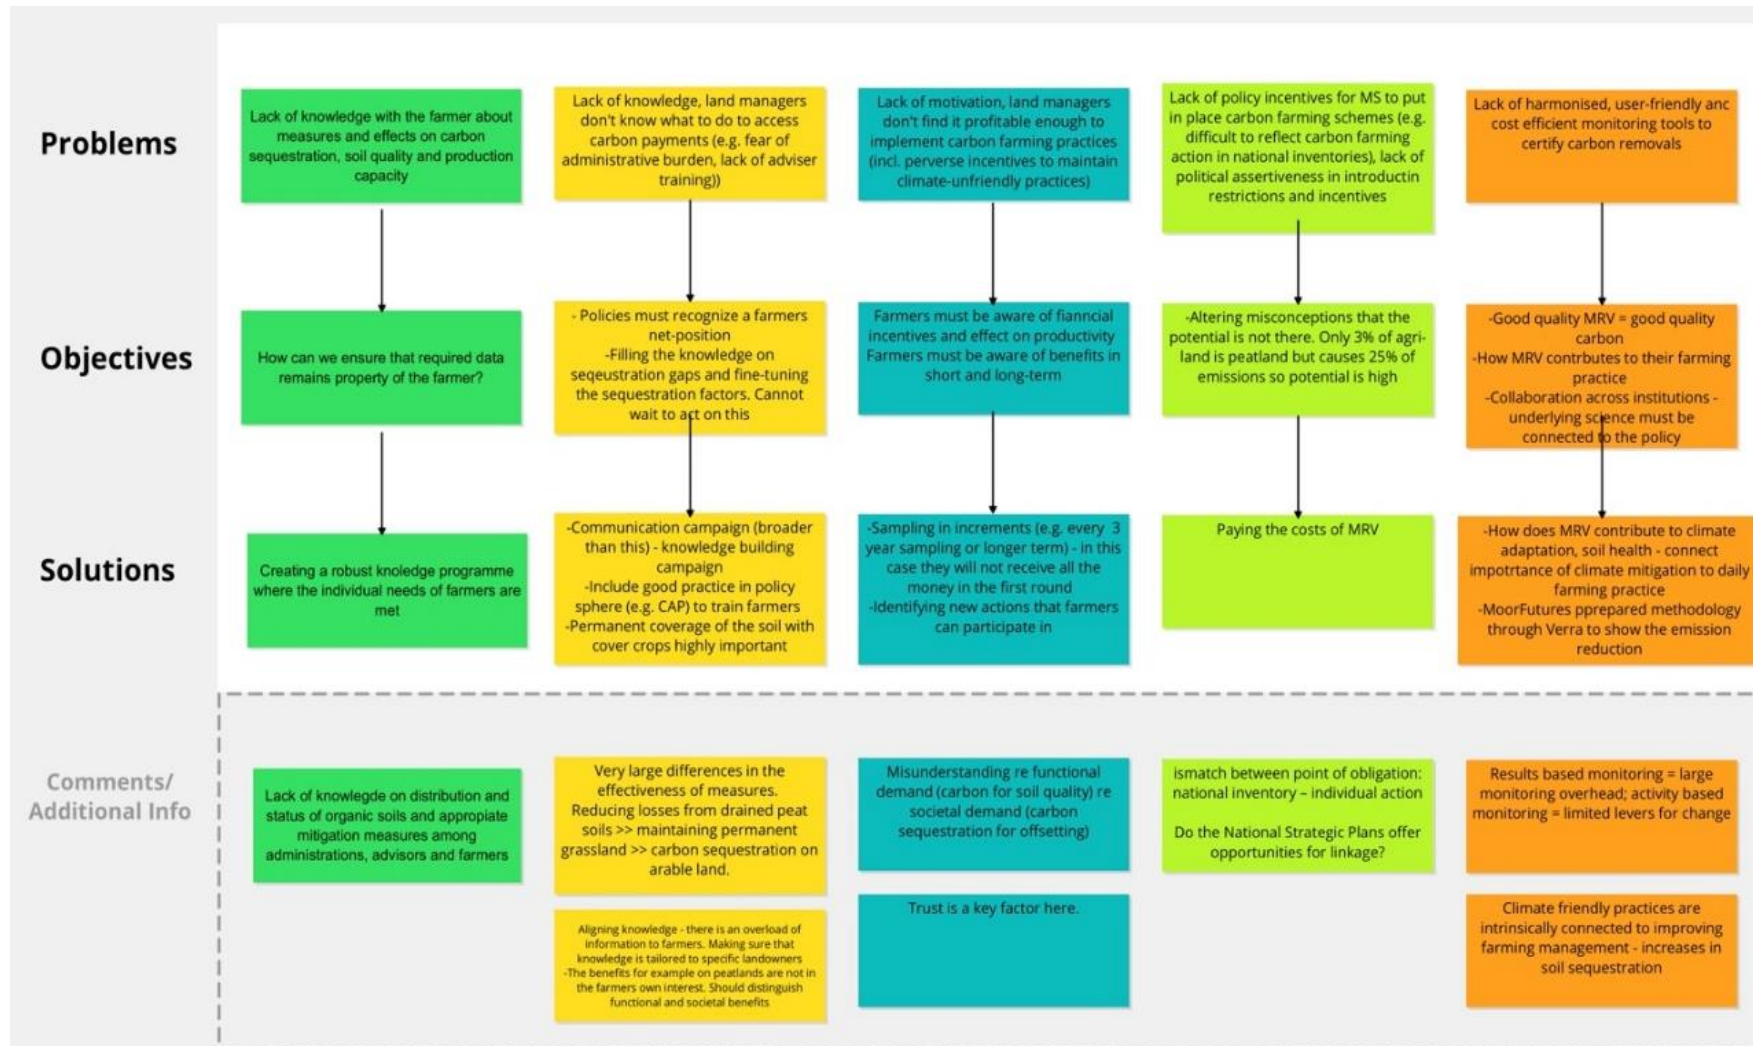 Problems
Lack of knowledge with the farmer about
measures and effects on carbon
sequestration, soil quality and production
capacity
Lack of knowledge, land managers
don't know what to do to access
carbon payments (e.g. fear of
administrative burden, lack of adviser
training))
Lack of motivation, land managers
don't find it profitable enough to
implement carbon farming practices
(incl. perverse incentives to maintain
climate-unfriendly practices)
Lack of policy incentives for MS to put
in place carbon farming schemes (e.g.
difficult to reflect carbon farming
action in national inventories), lack of
political assertiveness in introductin
restrictions and incentives
Lack of harmonised, user-friendly anc
cost efficient monitoring tools to
certify carbon removals
Objectives
How can we ensure that required data
remains property of the farmer?
- Policies must recognize a farmers
net-position
-Filling the knowledge on
seqeustration gaps and fine-tuning
the sequestration factors. Cannot
wait to act on this
Farmers must be aware of fianncial
incentives and effect on productivity
Farmers must be aware of benefits in
short and long-term
-Altering misconceptions that the
potential is not there. Only 3% of agri-
land is peatland but causes 25% of
emissions so potential is high
-Good quality MRV = good quality
carbon
-How MRV contrbutes to their farming
practice
-Collaboration across institutions -
underlying science must be
connected to the policy
Solutions
Creating a robust knoledge programme
where the individual needs of farmers are
met
-Communication campaign (broader
than this) - knowledge building
campaign
-Include good practice in policy
sphere (e.g. CAP) to train farmers
-Permanent coverage of the soil with
cover crops highly important
-Sampling in increments (e.g. every 3
year sampling or longer term) - in this
case they will not receive all the
money in the first round
-Identifying new actions that farmers
can participate in
Paying the costs of MRV
-How does MRV contribute to climate
adaptation, soil health - connect
impotrtance of climate mitigation to daily
farming practice
-MoorFutures pprepared methodology
through Verra to show the emission
reduction
Comments/
Additional Info
Lack of knowlegde on distribution and
status of organic soils and appropiate
mitigation measures among
administrations, advisors and farmers
Very large differences in the
effectiveness of measures.
Reducing losses from drained peat
soils >> maintaining permanent
grassland >> carbon sequestration on
arable land.
Misunderstanding re functional
demand (carbon for soil quality) re
societal demand (carbon
sequestration for offsetting)
ismatch between point of obligation:
national inventory – individual action
Do the National Strategic Plans offer
opportunities for linkage?
Results based monitoring = large
monitoring overhead; activity based
monitoring = limited levers for change
Aligning knowledge - there is an overload of
information to farmers. Making sure that
knowledge is tailored to specific landowners
-The benefits for example on peatlands are not in
the farmers own interest. Should distinguish
functional and societal benefits
Trust is a key factor here.
Climate friendly practices are
intrinsically connected to improving
farming management - increases in
soil sequestration